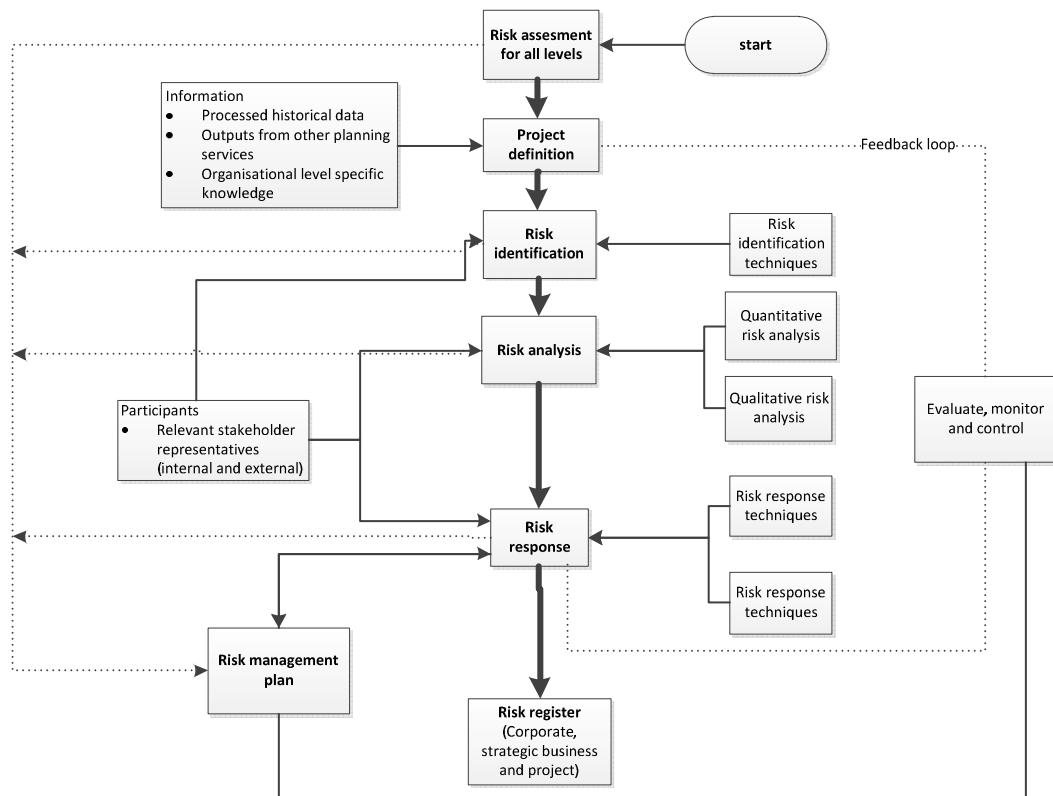 Risk assesment
for all levels
start
Information
● Processed historical data
● Outputs from other planning
services
● Organisational level specific
knowledge
Project
definition
Feedback loop
Risk
identification
Risk
identification
techniques
Quantitative
risk analysis
Risk analysis
Qualitative risk
analysis
Participants
● Relevant stakeholder
representatives
(internal and external)
Evaluate, monitor
and control
Risk response
techniques
Risk
response
Risk response
techniques
Risk management
plan
Risk register
(Corporate,
strategic business
and project)